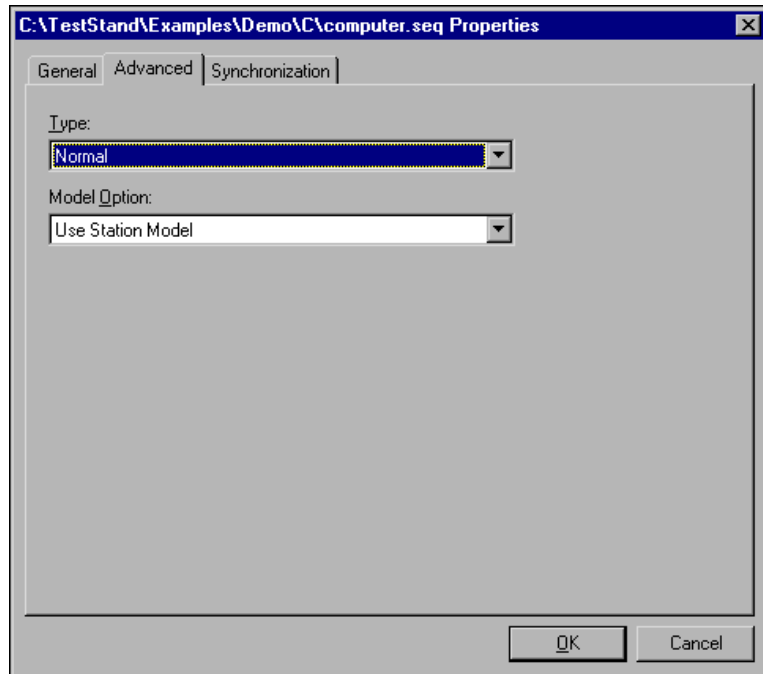 C:\TestStand\Examples\Demo\C\computer.seq Properties
General Advanced Synchronization
Type:
Normal
Model Option:
Use Station Model
OK Cancel